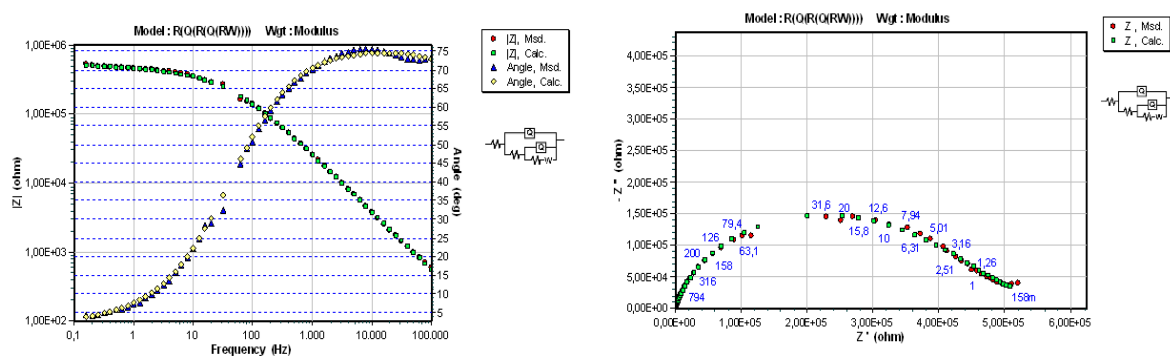 Model : R(Q(R(Q(RW)))) Wgt : Modulus
1,00E+06
1,00E+05
1,00E+04
1,00E+03
1,00E+02
|Z| (ohm)
0,1
1
10
100
1.000
10.000
100.000
Frequency (Hz)
75
70
65
60
55
50
45
40
35
30
25
20
15
10
5
Angle (deg)
|Z|, Msd.
|Z|, Calc.
Angle, Msd.
Angle, Calc.
Q
Q
W
Model : R(Q(R(Q(RW)))) Wgt : Modulus
4,00E+05
3,50E+05
3,00E+05
2,50E+05
2,00E+05
1,50E+05
1,00E+05
5,00E+04
0,00E+00
- Z'' (ohm)
31,6
20
12,6
7,94
79,4
5,01
15,8
126
10
6,31
3,16
63,1
200
158
2,51
1,26
316
1
794
158m
0,00E+00
1,00E+05
2,00E+05
3,00E+05
4,00E+05
5,00E+05
6,00E+05
Z' (ohm)
Z , Msd.
Z , Calc.
Q
Q
W